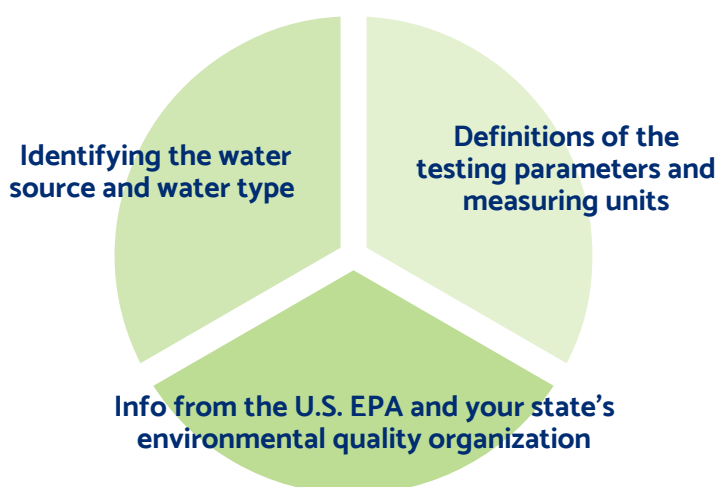 Identifying the water
source and water type
Definitions of the
testing parameters and
measuring units
Info from the U.S. EPA and your state's
environmental quality organization